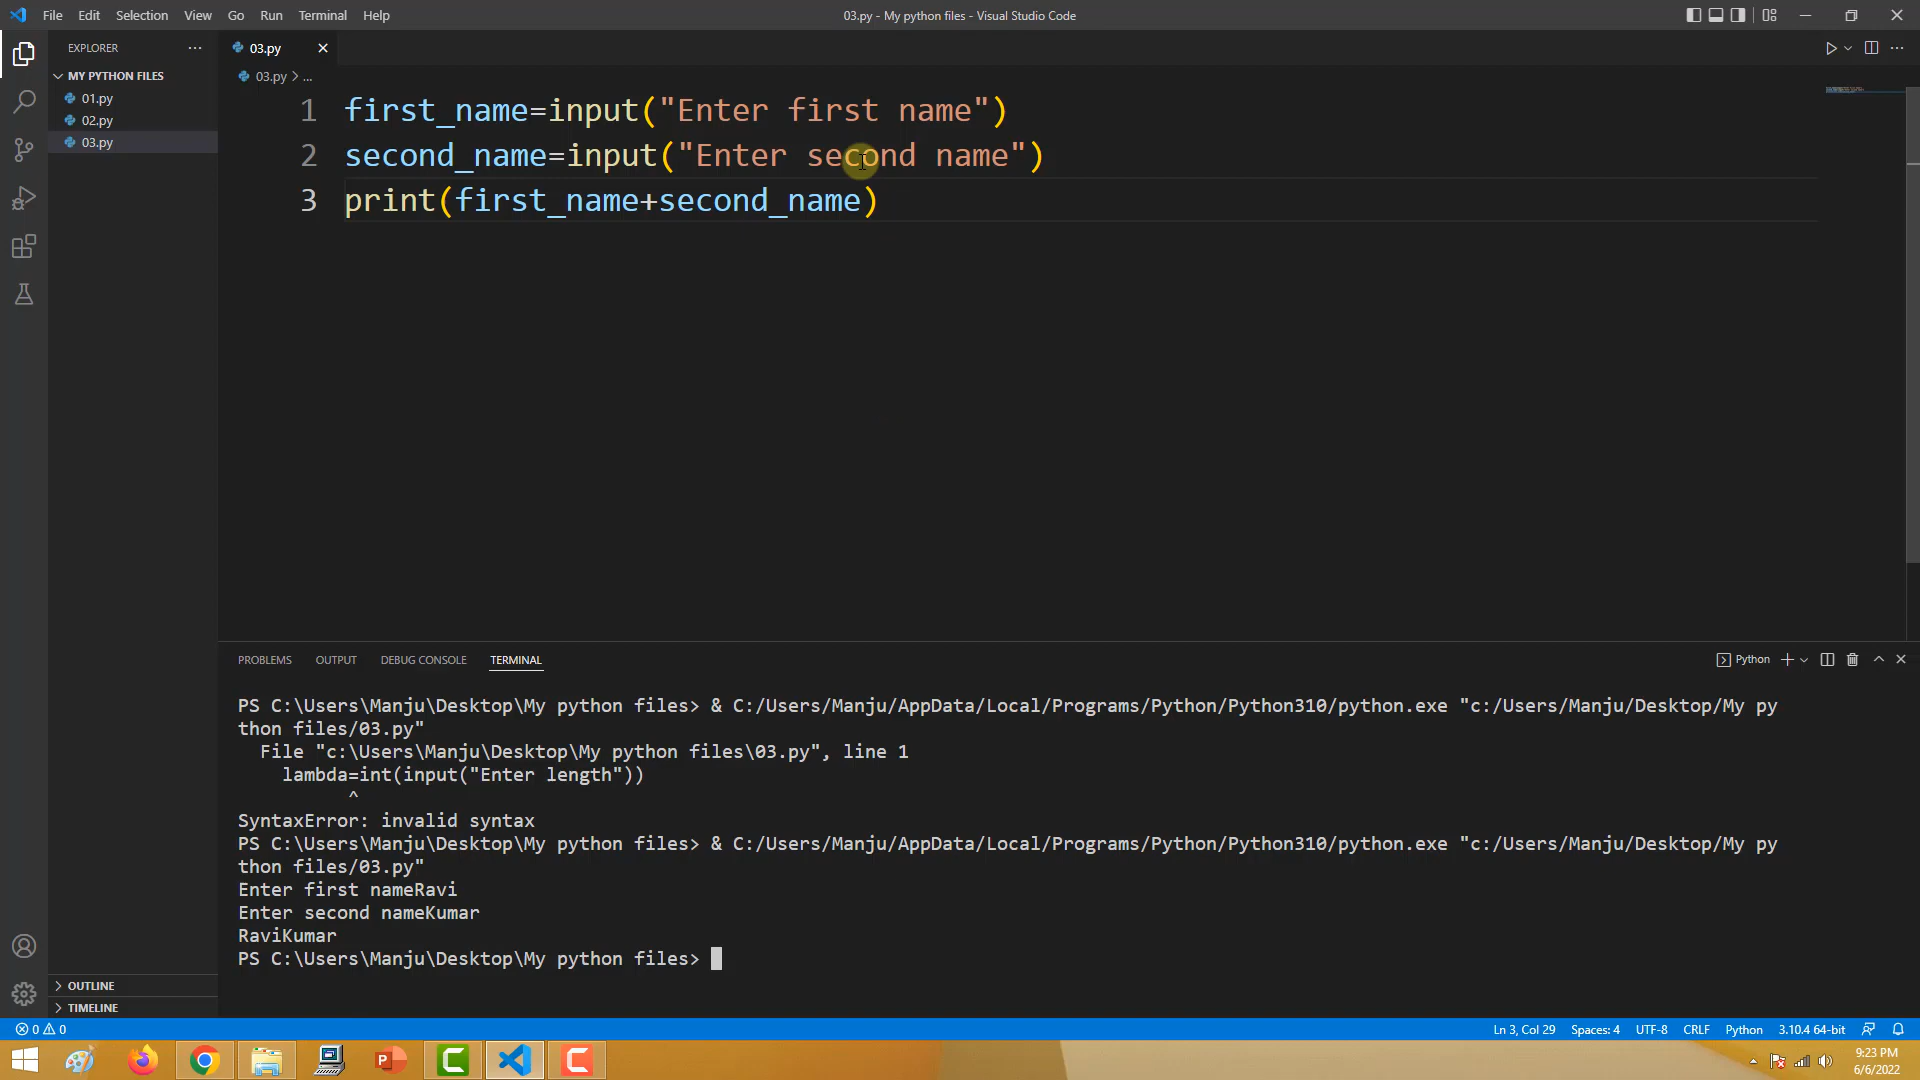 File Edit Selection View Go Run Terminal Help 03.py - My python files - Visual Studio Code
EXPLORER ...
03.py
MY PYTHON FILES
03.py > ...
01.py
02.py
03.py
1 first_name=input("Enter first name")
2 second_name=input("Enter second name")
3 print(first_name+second_name)
PROBLEMS OUTPUT DEBUG CONSOLE TERMINAL
Python
PS C:\Users\Manju\Desktop\My python files> & C:/Users/Manju/AppData/Local/Programs/Python/Python310/python.exe "c:/Users/Manju/Desktop/My py
thon files/03.py"
File "c:\Users\Manju\Desktop\My python files\03.py", line 1
lambda=int(input("Enter length"))
^
SyntaxError: invalid syntax
PS C:\Users\Manju\Desktop\My python files> & C:/Users/Manju/AppData/Local/Programs/Python/Python310/python.exe "c:/Users/Manju/Desktop/My py
thon files/03.py"
Enter first nameRavi
Enter second nameKumar
RaviKumar
PS C:\Users\Manju\Desktop\My python files>
OUTLINE
TIMELINE
0 0 Ln 3, Col 29 Spaces: 4 UTF-8 CRLF Python 3.10.4 64-bit
9:23 PM
6/6/2022